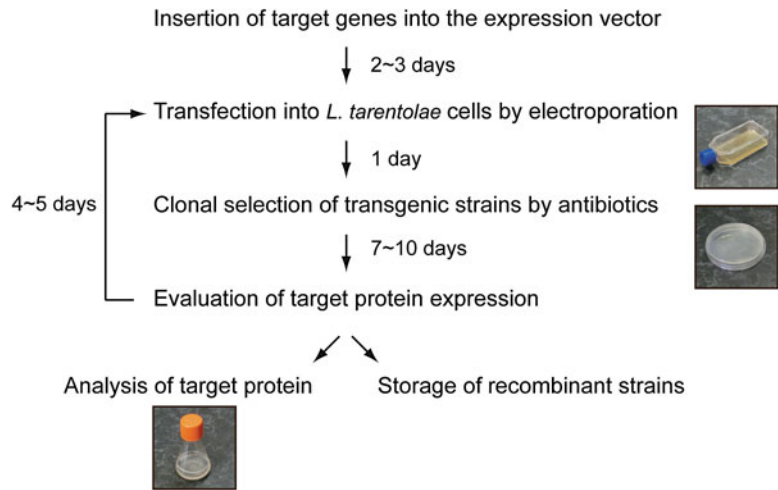 Insertion of target genes into the expression vector
2~3 days
Transfection into L. tarentolae cells by electroporation
1 day
4~5 days
Clonal selection of transgenic strains by antibiotics
7~10 days
Evaluation of target protein expression
Analysis of target protein
Storage of recombinant strains